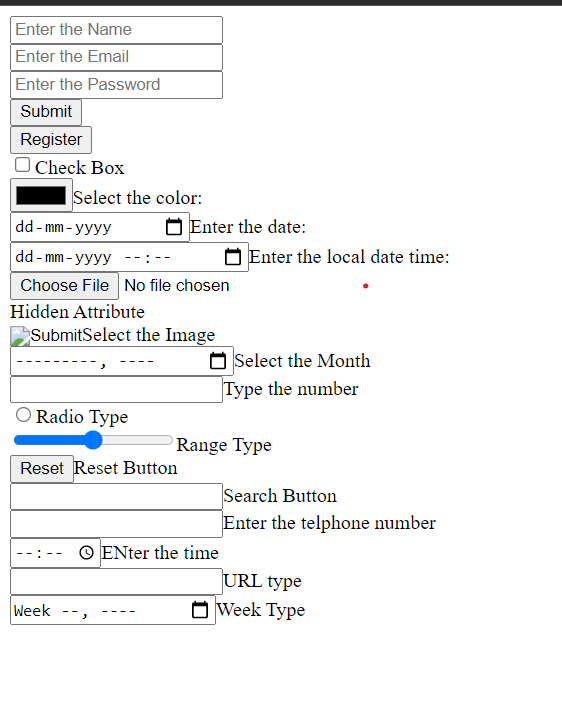 Enter the Name
Enter the Email
Enter the Password
Submit
Register
Check Box
Select the color:
dd-mm-yyyy Enter the date:
dd-mm-yyyy --:-- Enter the local date time:
Choose File No file chosen
Hidden Attribute
SubmitSelect the Image
---------, ---- Select the Month
Type the number
Radio Type
Range Type
Reset Reset Button
Search Button
Enter the telphone number
--:-- ENter the time
URL type
Week --, ---- Week Type